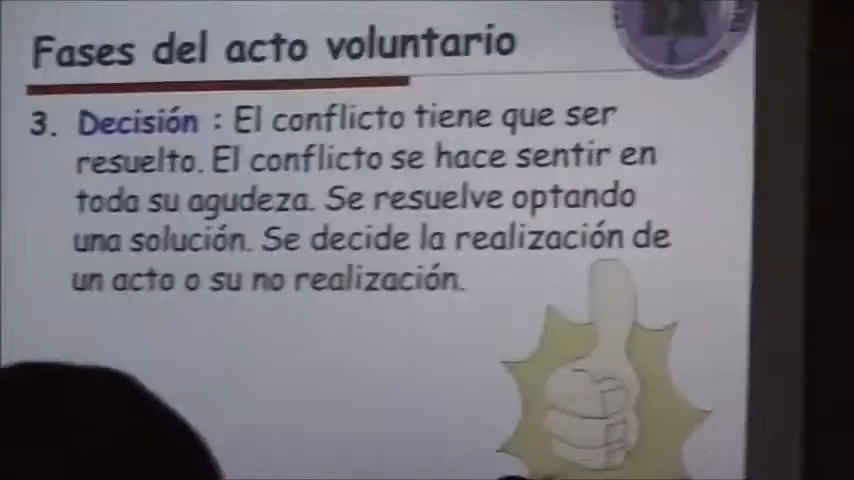 Fases del acto voluntario
3. Decisión : El conflicto tiene que ser
resuelto. El conflicto se hace sentir en
toda su agudeza. Se resuelve optando
una solución. Se decide la realización de
un acto o su no realización.